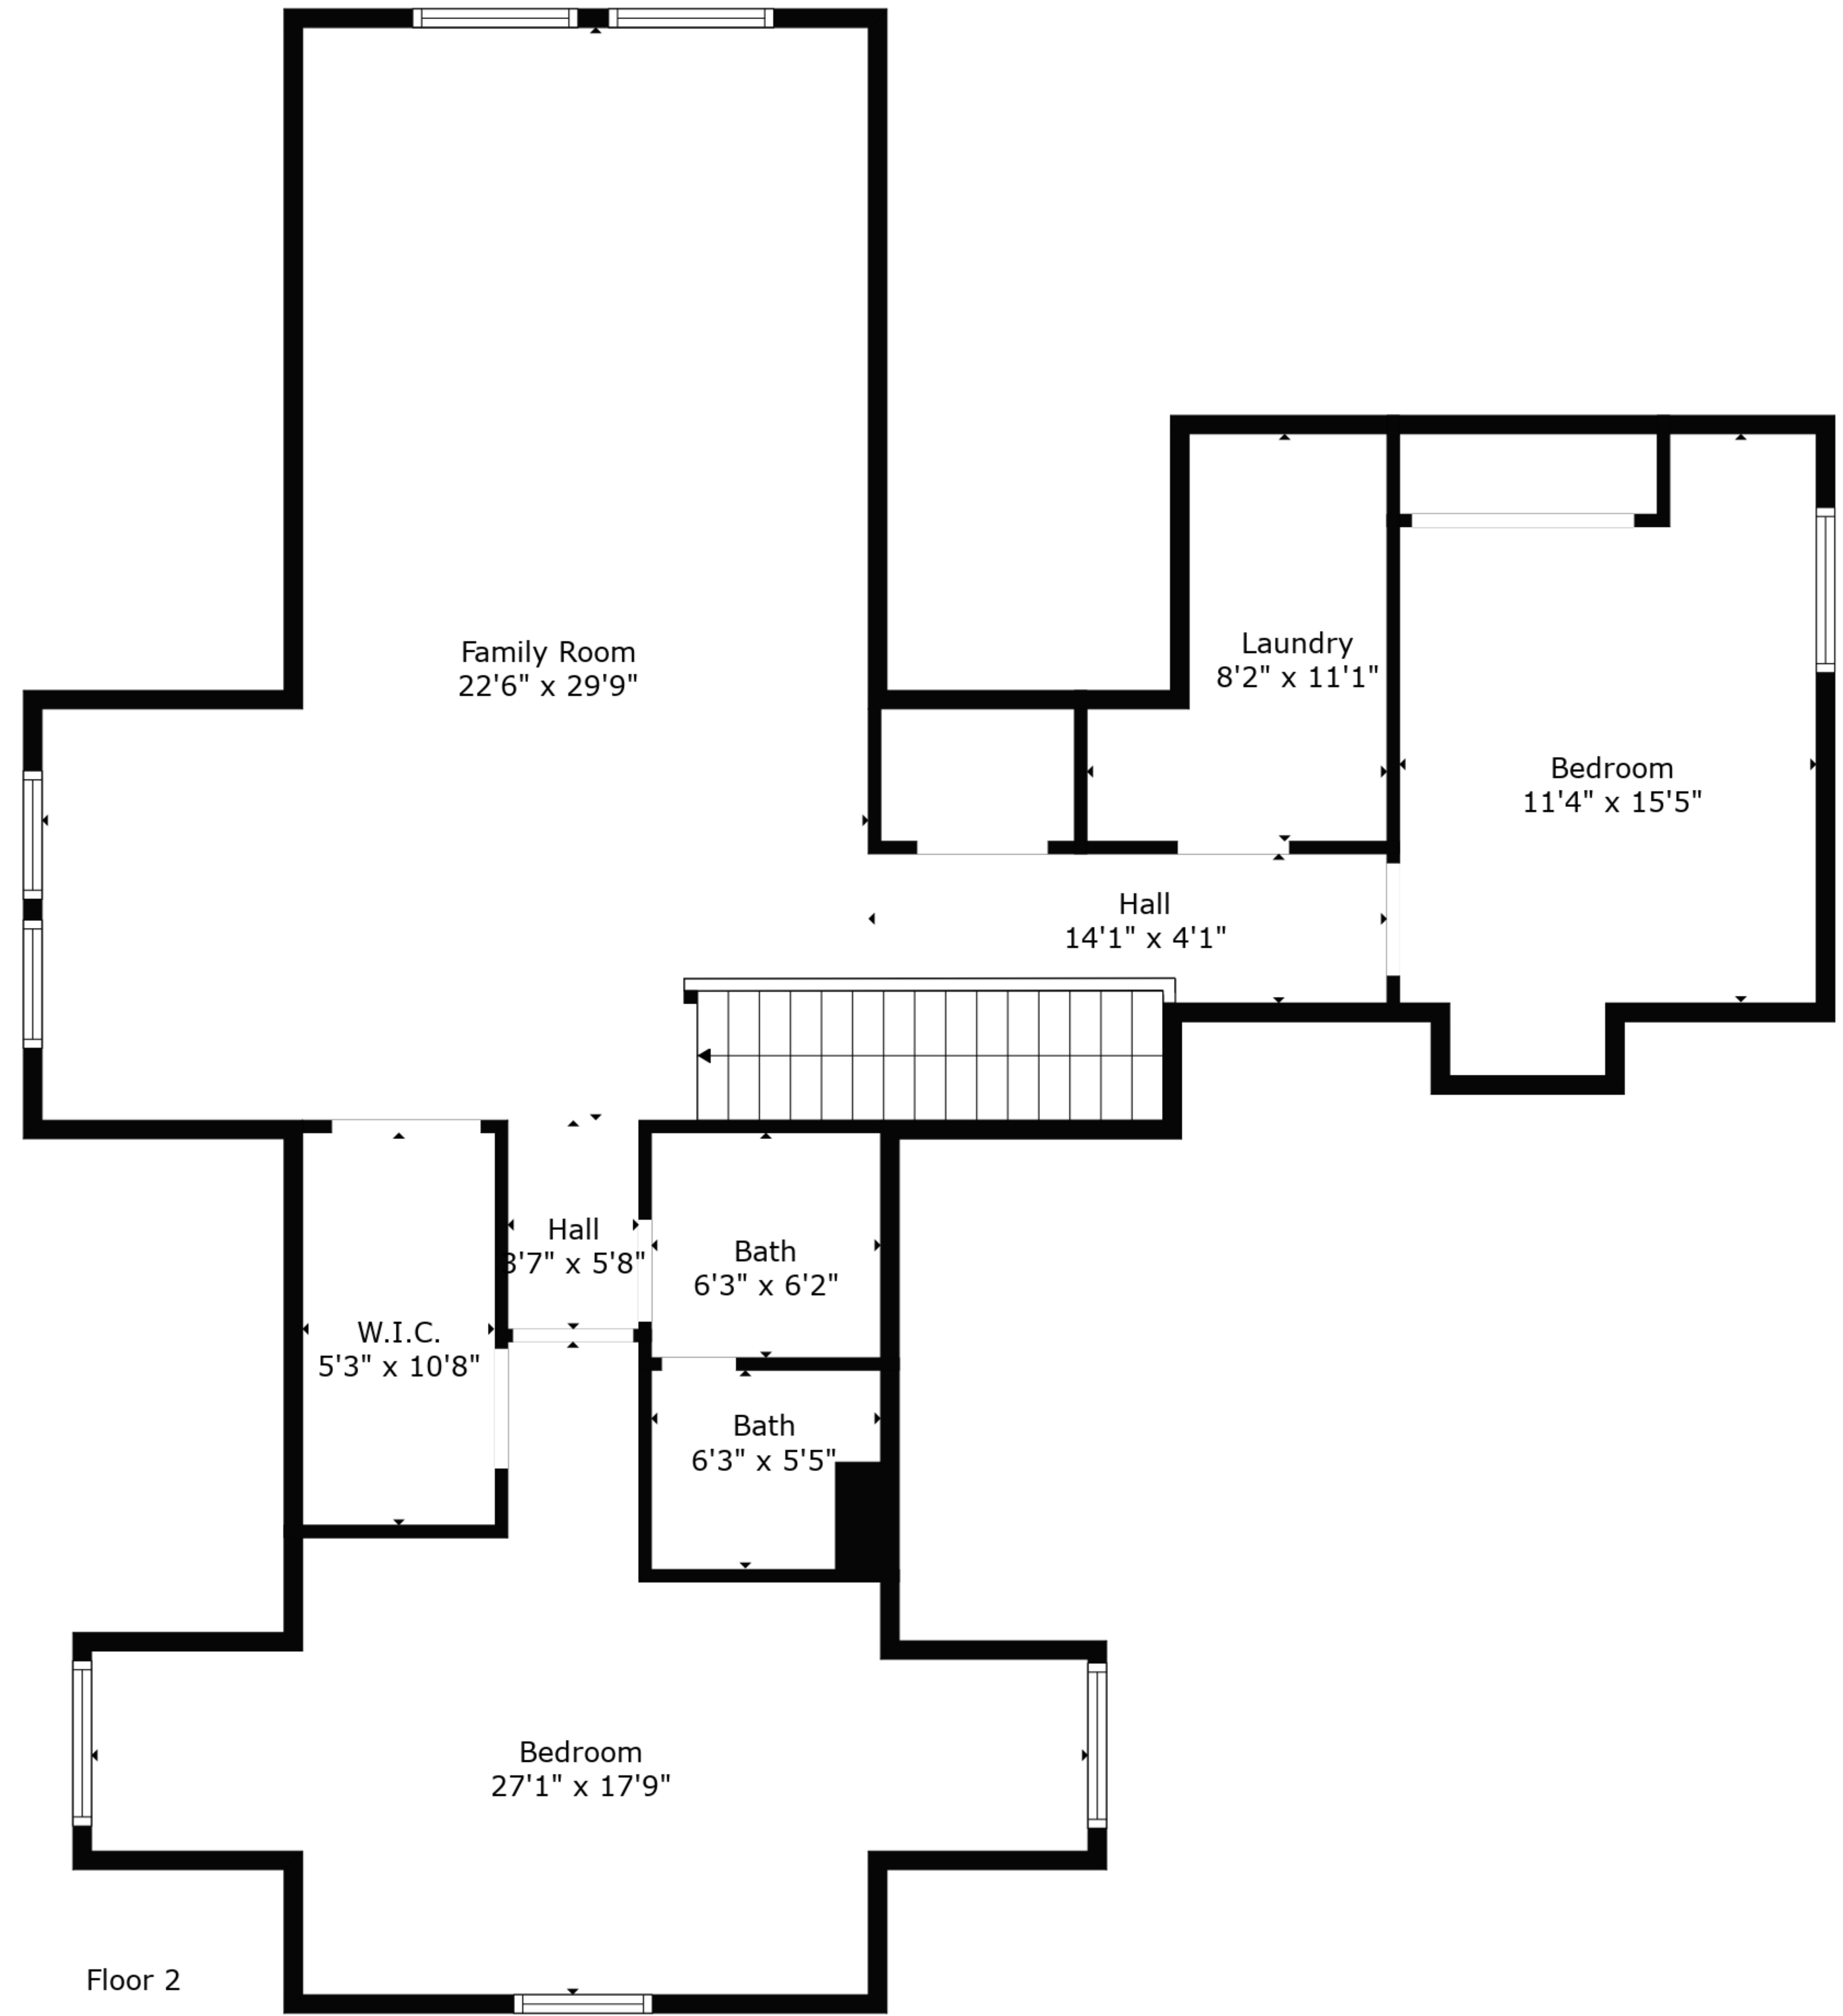 Family Room
22'6" x 29'9"
Laundry
8'2" x 11'1"
Bedroom
11'4" x 15'5"
Hall
14'1" x 4'1"
Hall
3'7" x 5'8"
Bath
6'3" x 6'2"
W.I.C.
5'3" x 10'8"
Bath
6'3" x 5'5"
Bedroom
27'1" x 17'9"
Floor 2